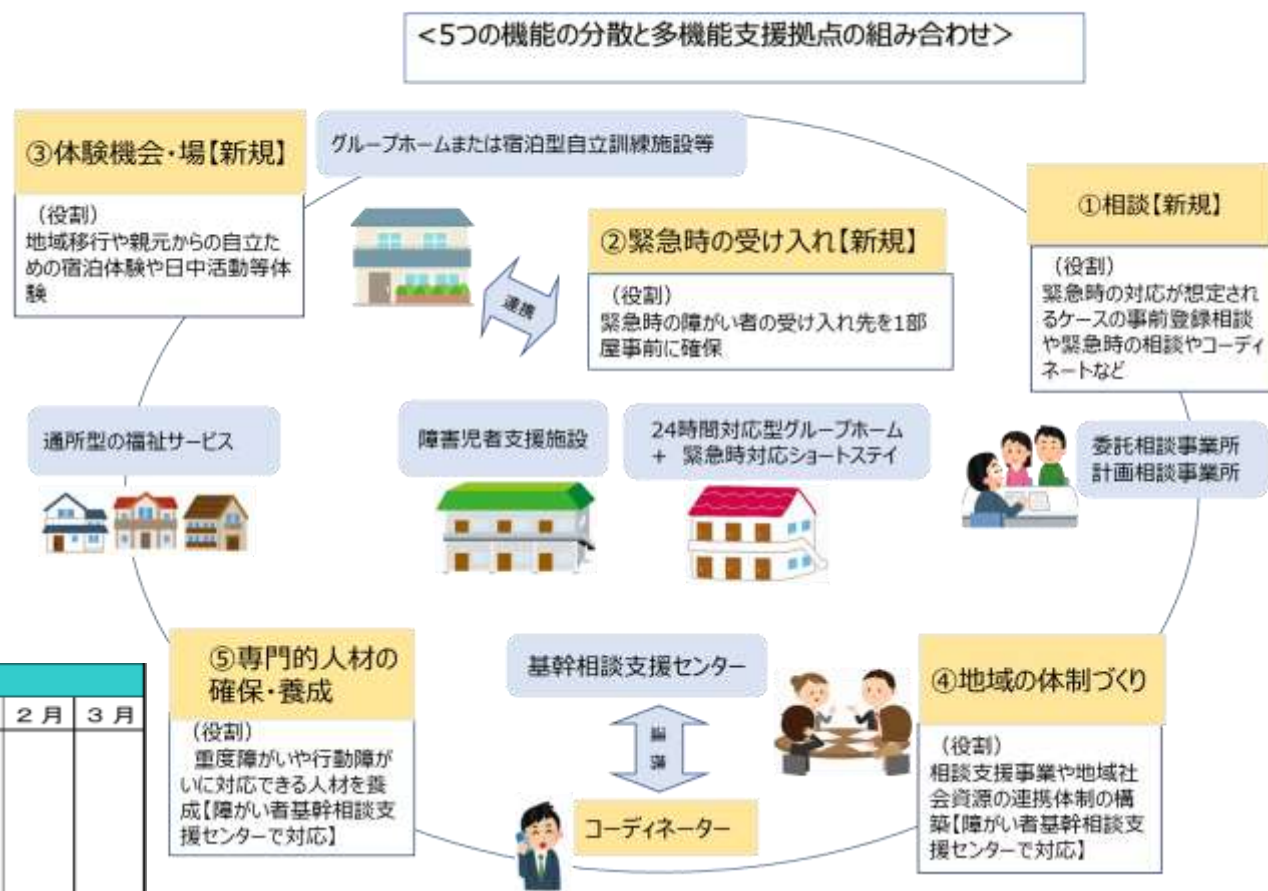 <5つの機能の分散と多機能支援拠点の組み合わせ>
③体験機会・場【新規】
(役割)
地域移行や親元からの自立ため
の宿泊体験や日中活動等体
験
グループホームまたは宿泊型自立訓練施設等
連携
②緊急時の受け入れ【新規】
(役割)
緊急時の障がい者の受け入れ先を1部
屋事前に確保
①相談【新規】
(役割)
緊急時の対応が想定され
るケースの事前登録相談
や緊急時の相談やコーディ
ネートなど
通所型の福祉サービス
障害児者支援施設
24時間対応型グループホーム
+ 緊急時対応ショートステイ
委託相談事業所
計画相談事業所
⑤専門的人材の
確保・養成
(役割)
重度障がいや行動障が
いに対応できる人材を養
成【障がい者基幹相談支
援センターで対応】
基幹相談支援センター
コーディネーター
④地域の体制づくり
(役割)
相談支援事業や地域社
会資源の連携体制の構
築【障がい者基幹相談支
援センターで対応】
2月 3月